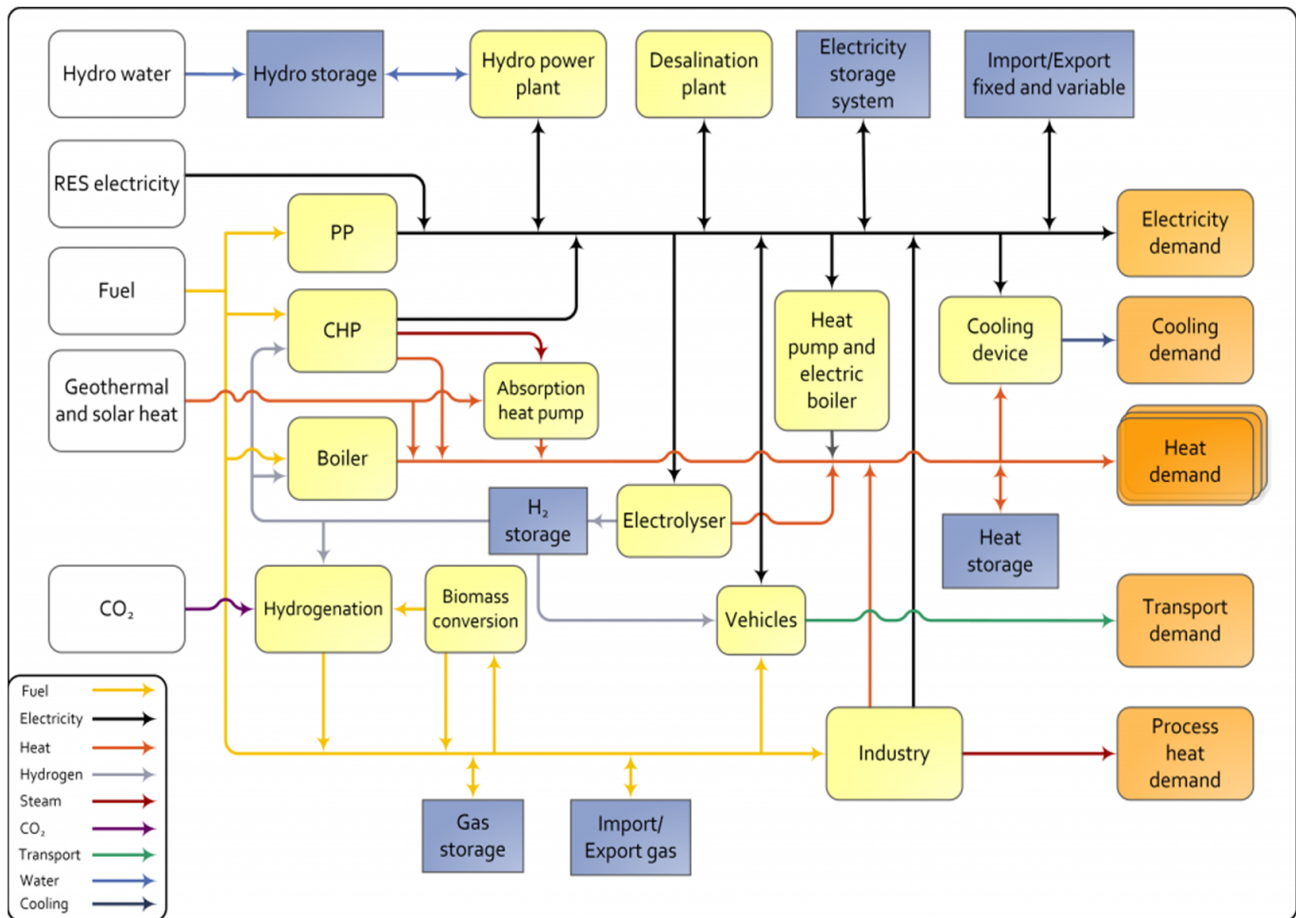 Hydro water
Hydro storage
Hydro power
plant
Desalination
plant
Electricity
storage
system
Import/Export
fixed and variable
RES electricity
PP
Electricity
demand
Fuel
CHP
Heat
pump and
electric
boiler
Cooling
device
Cooling
demand
Geothermal
and solar heat
Absorption
heat pump
Boiler
Heat
demand
H₂
storage
Electrolyser
Heat
storage
CO₂
Hydrogenation
Biomass
conversion
Vehicles
Transport
demand
Industry
Process
heat
demand
Gas
storage
Import/
Export gas
Fuel
Electricity
Heat
Hydrogen
Steam
CO₂
Transport
Water
Cooling